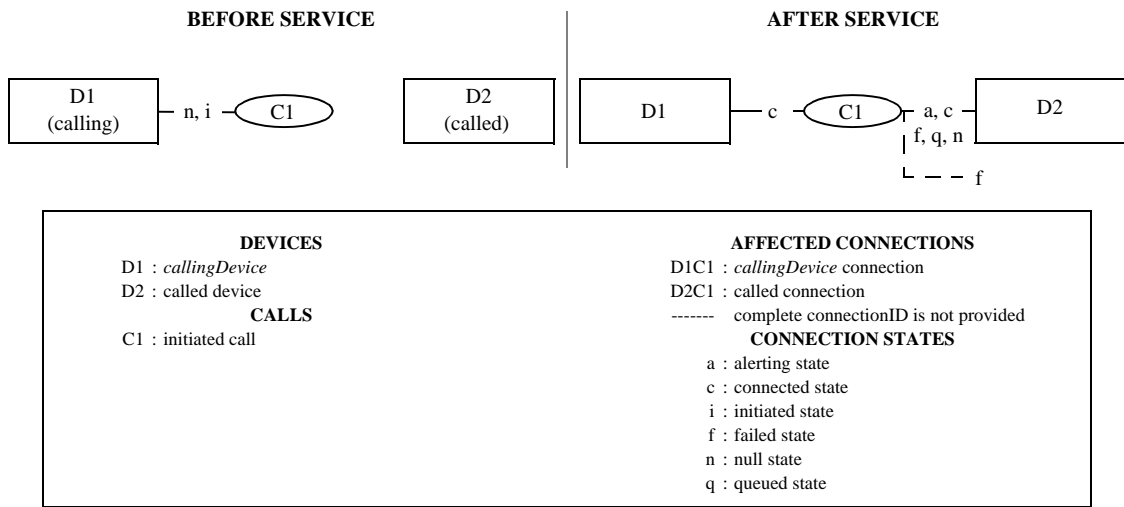 BEFORE SERVICE
AFTER SERVICE
D1
(calling)
n, i
C1
D2
(called)
D1
c
C1
a, c
f, q, n
D2
f
DEVICES
D1 : callingDevice
D2 : called device
CALLS
C1 : initiated call
AFFECTED CONNECTIONS
D1C1 : callingDevice connection
D2C1 : called connection
------- complete connectionID is not provided
CONNECTION STATES
a : alerting state
c : connected state
i : initiated state
f : failed state
n : null state
q : queued state